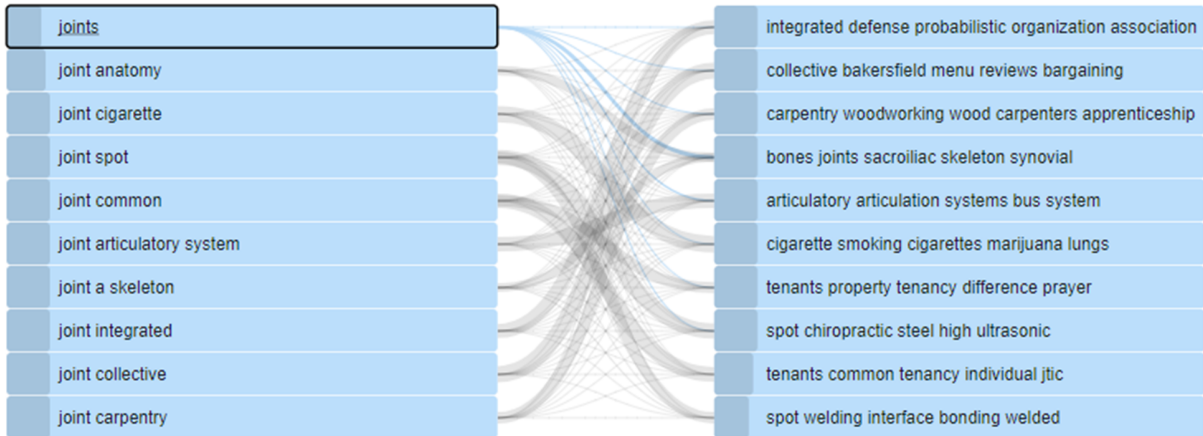 joints
joint anatomy
joint cigarette
joint spot
joint common
joint articulatory system
joint a skeleton
joint integrated
joint collective
joint carpentry
integrated defense probabilistic organization association
collective bakersfield menu reviews bargaining
carpentry woodworking wood carpenters apprenticeship
bones joints sacroiliac skeleton synovial
articulatory articulation systems bus system
cigarette smoking cigarettes marijuana lungs
tenants property tenancy difference prayer
spot chiropractic steel high ultrasonic
tenants common tenancy individual jtic
spot welding interface bonding welded